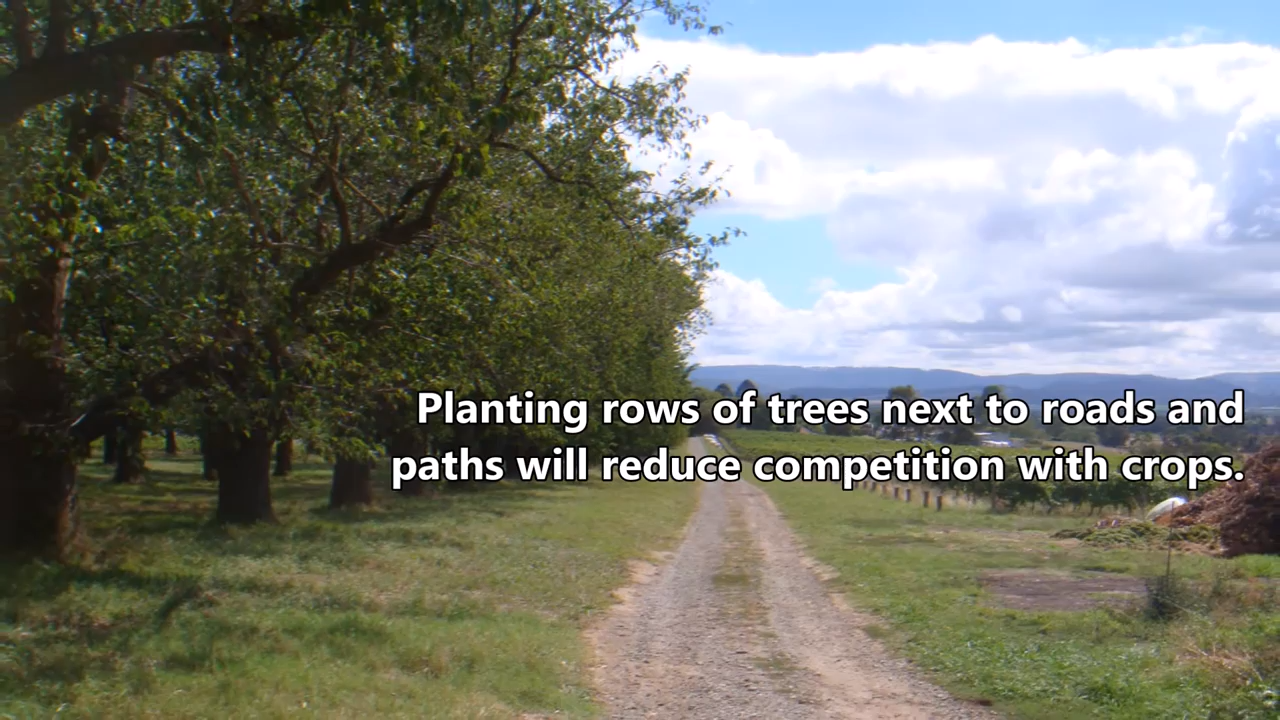 Planting rows of trees next to roads and
paths will reduce competition with crops.